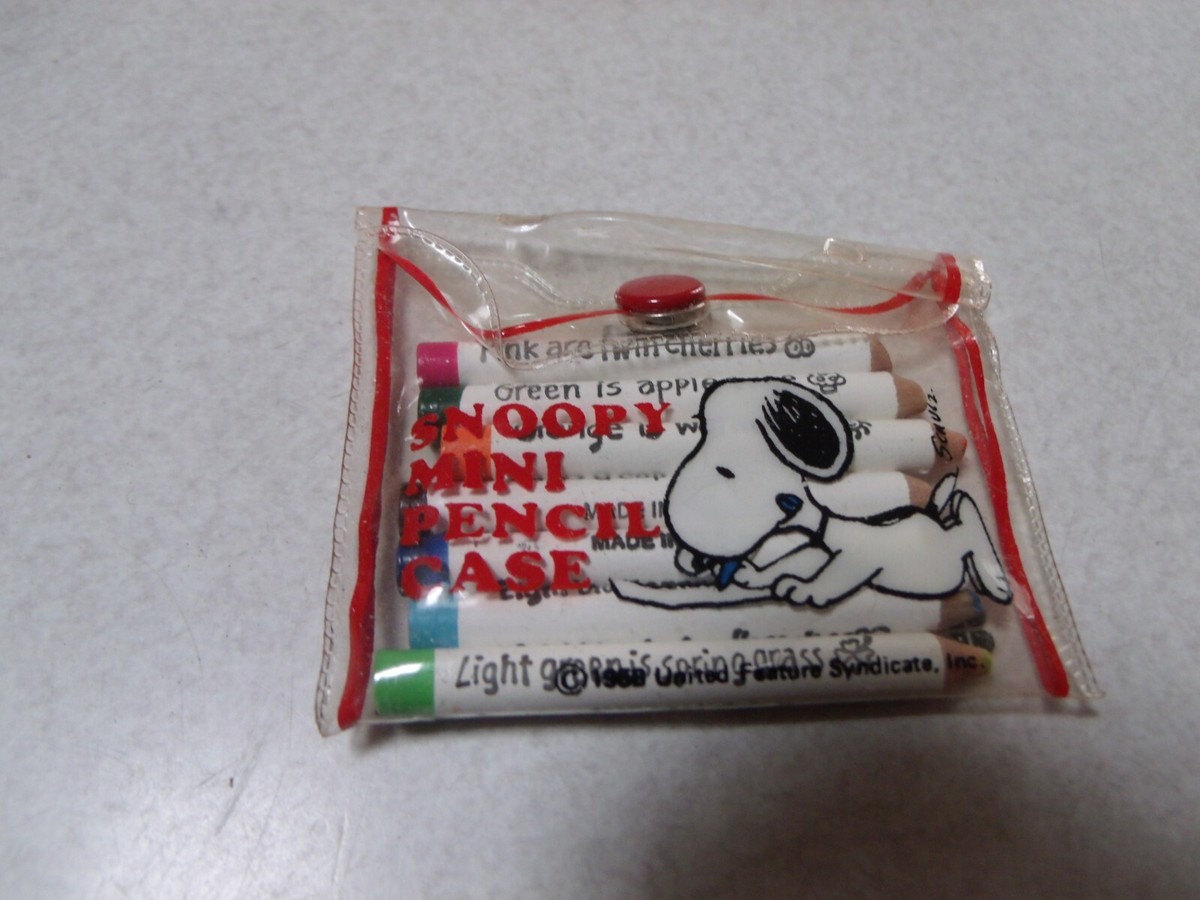 Pink are twin cherries
Green is apple
SNOOPY
MINI
PENCIL
CASE
SCHULZ.
MADE IN
MADE IN
Light green is spring grass
© 1958 United Feature Syndicate, Inc.